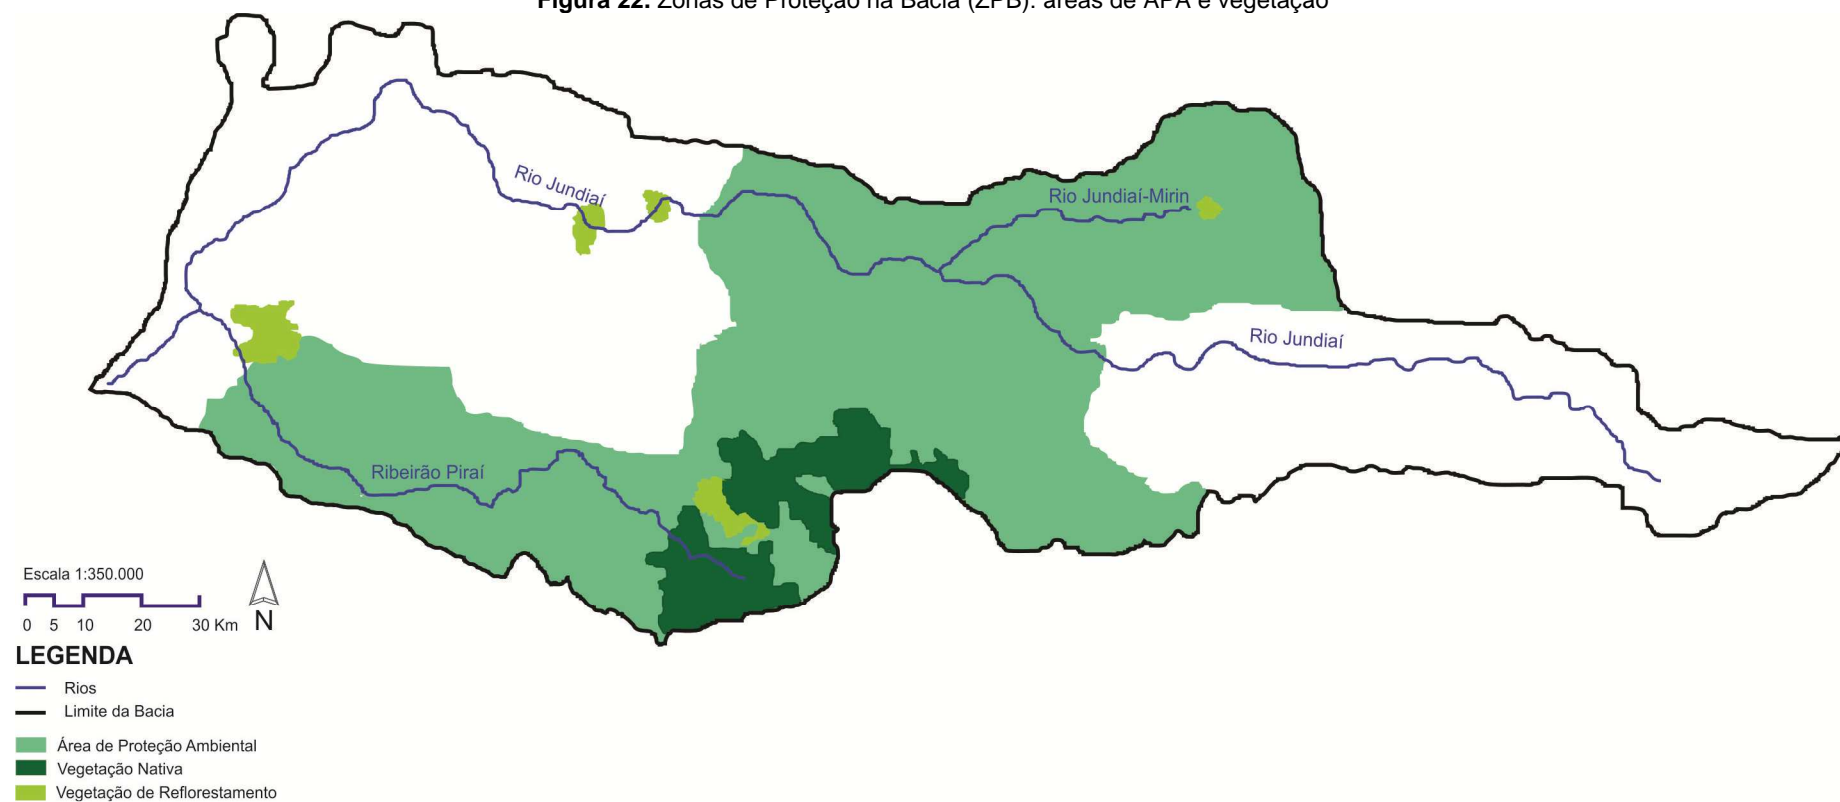 Figura 22. Zonas de Proteção na Bacia (ZPB): áreas de APA e vegetação
Rio Jundiaí
Rio Jundiaí-Mirin
Rio Jundiaí
Ribeirão Piraí
Escala 1:350.000
0 5 10 20 30 Km N
LEGENDA
Rios
Limite da Bacia
Área de Proteção Ambiental
Vegetação Nativa
Vegetação de Reflorestamento